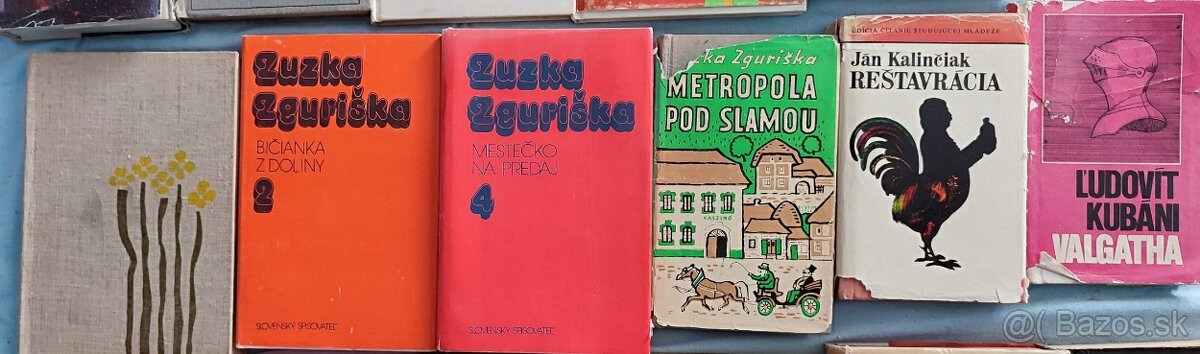 Zuzka
Zguriška
BIČIANKA
Z DOLINY
2
SLOVENSKÝ SPISOVATEĽ
Zuzka
Zguriška
MESTEČKO
NA PREDAJ
4
SLOVENSKÝ SPISOVATEĽ
ka Zguriška
METROPOLA
POD SLAMOU
KASÍNO
EDÍCIA ČÍTANIE ŠTUDUJÚCEJ MLÁDEŽE
Ján Kalinčiak
REŠTAVRÁCIA
ĽUDOVÍT
KUBÁNI
VALGATHA
@ Bazos.sk